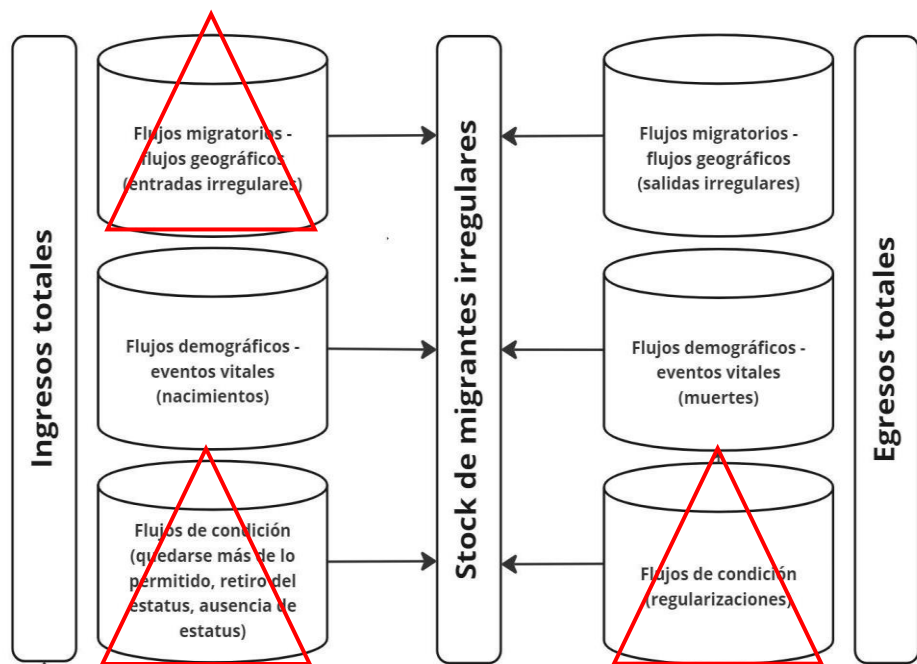 Ingresos totales
Flujos migratorios -
flujos geográficos
(entradas irregulares)
Flujos demográficos -
eventos vitales
(nacimientos)
Flujos de condición
(quedarse más de lo
permitido, retiro del
estatus, ausencia de
estatus)
Stock de migrantes irregulares
Flujos migratorios -
flujos geográficos
(salidas irregulares)
Flujos demográficos -
eventos vitales
(muertes)
Flujos de condición
(regularizaciones)
Egresos totales